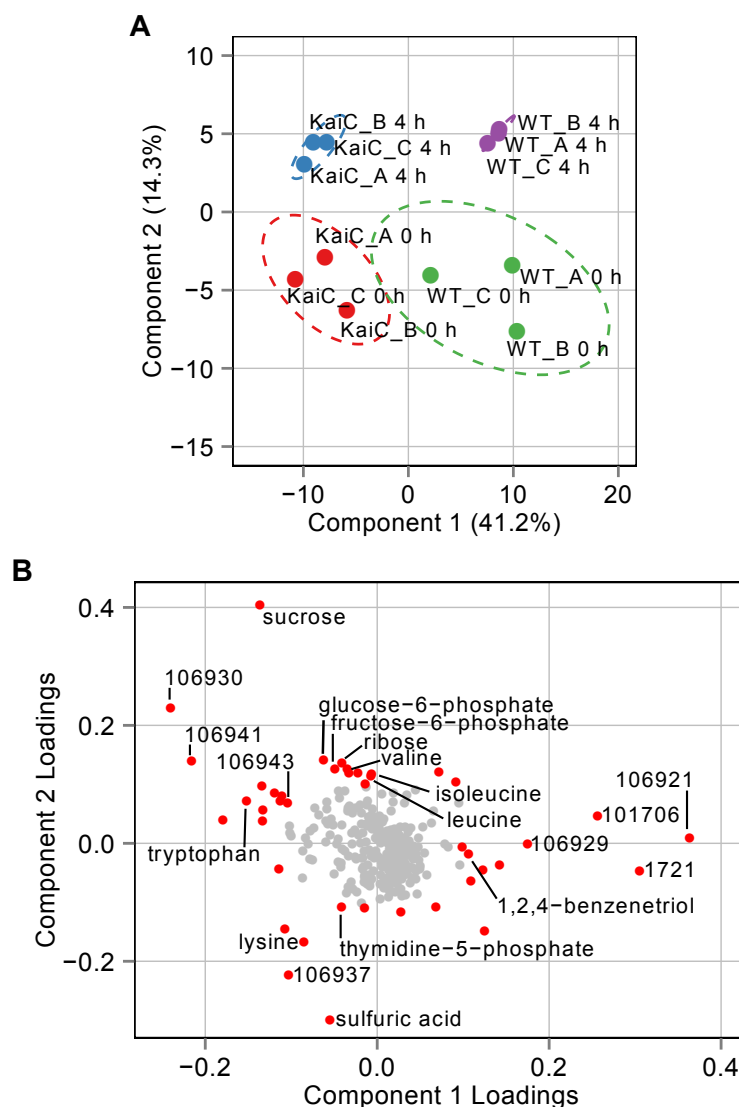 A
10
5
0
−5
−10
−15
Component 2 (14.3%)
KaiC_B 4 h
KaiC_C 4 h
KaiC_A 4 h
WT_B 4 h
WT_A 4 h
WT_C 4 h
KaiC_A 0 h
KaiC_C 0 h
KaiC_B 0 h
WT_A 0 h
WT_C 0 h
WT_B 0 h
−10 0 10 20
Component 1 (41.2%)
B
0.4
0.2
0.0
−0.2
Component 2 Loadings
sucrose
106930
106941
106943
glucose−6−phosphate
fructose−6−phosphate
ribose
valine
isoleucine
leucine
106921
101706
106929
1721
tryptophan
1,2,4−benzenetriol
lysine
thymidine−5−phosphate
106937
sulfuric acid
−0.2 0.0 0.2 0.4
Component 1 Loadings